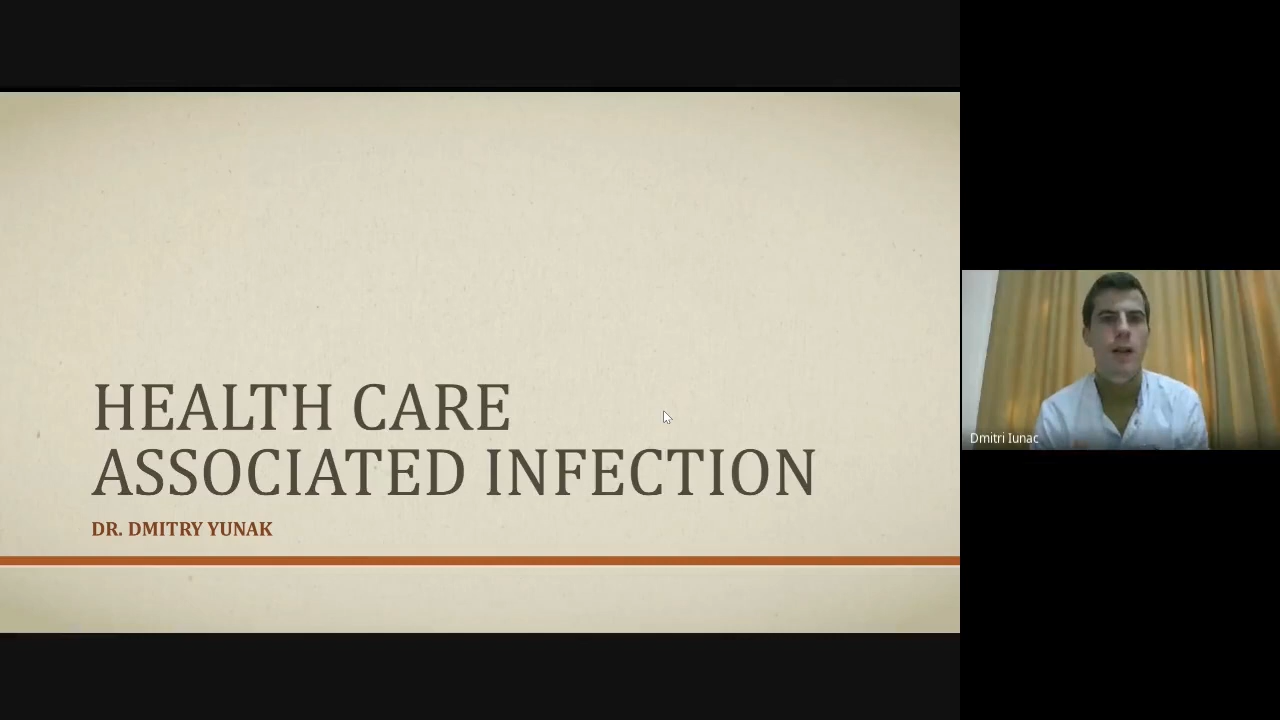 HEALTH CARE
ASSOCIATED INFECTION
DR. DMITRY YUNAK
Dmitri Iunac